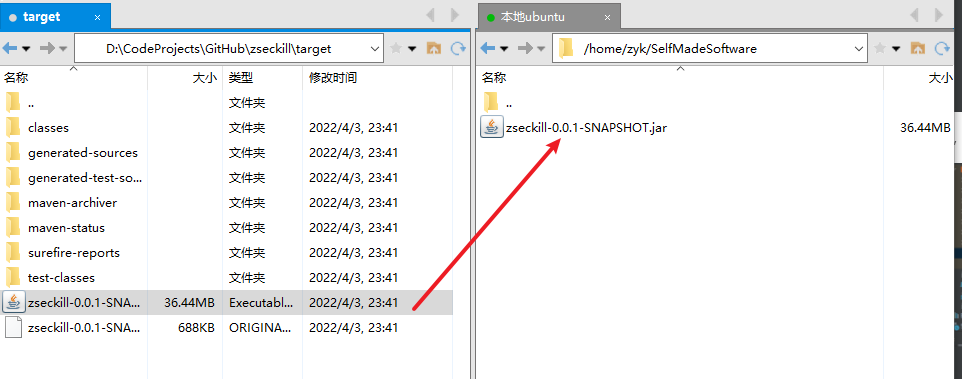 target ×
D:\CodeProjects\GitHub\zseckill\target
名称 大小 类型 修改时间
.. 文件夹
classes 文件夹 2022/4/3, 23:41
generated-sources 文件夹 2022/4/3, 23:41
generated-test-so... 文件夹 2022/4/3, 23:41
maven-archiver 文件夹 2022/4/3, 23:41
maven-status 文件夹 2022/4/3, 23:41
surefire-reports 文件夹 2022/4/3, 23:41
test-classes 文件夹 2022/4/3, 23:41
zseckill-0.0.1-SNA... 36.44MB Executabl... 2022/4/3, 23:41
zseckill-0.0.1-SNA... 688KB ORIGINA... 2022/4/3, 23:41
本地ubuntu ×
/home/zyk/SelfMadeSoftware
名称 大小
..
zseckill-0.0.1-SNAPSHOT.jar 36.44MB